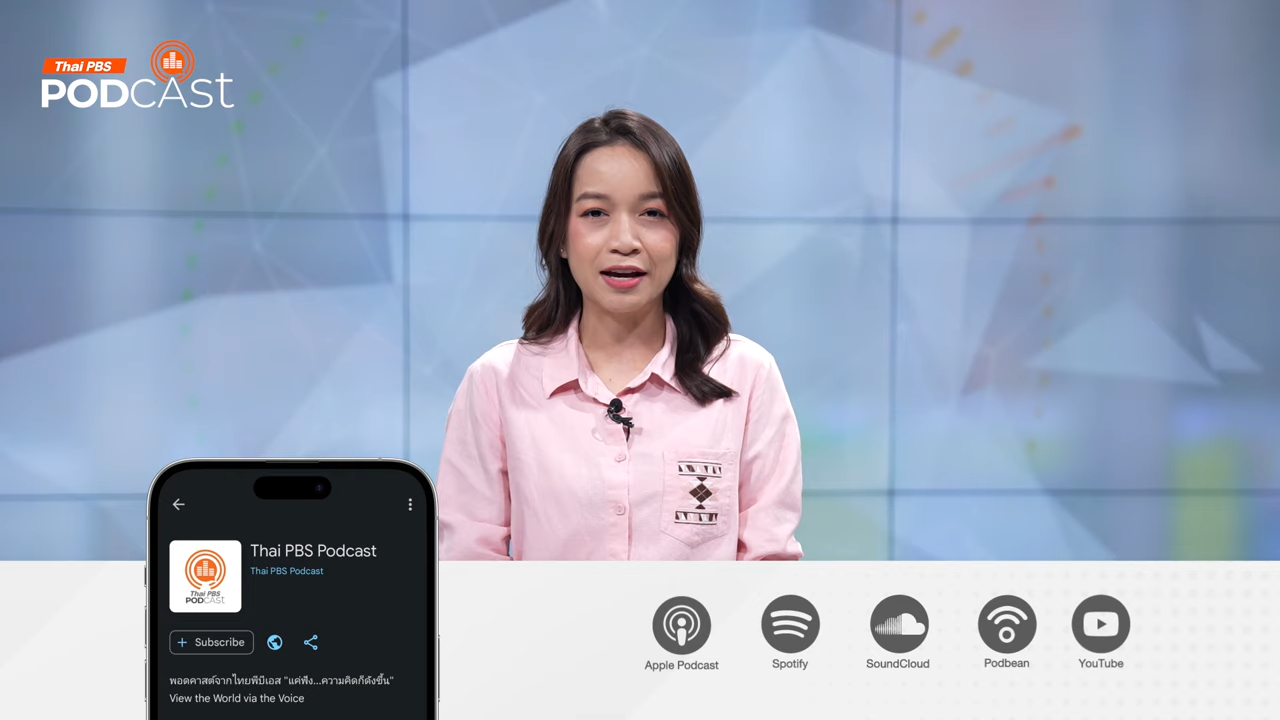 Thai PBS
PODCAST
Thai PBS Podcast
Thai PBS Podcast
Thai PBS
PODCAST
+ Subscribe
พอดคาสต์จากไทยพีบีเอส "แค่ฟัง...ความคิดก็ดังขึ้น"
View the World via the Voice
Apple Podcast
Spotify
SoundCloud
Podbean
YouTube